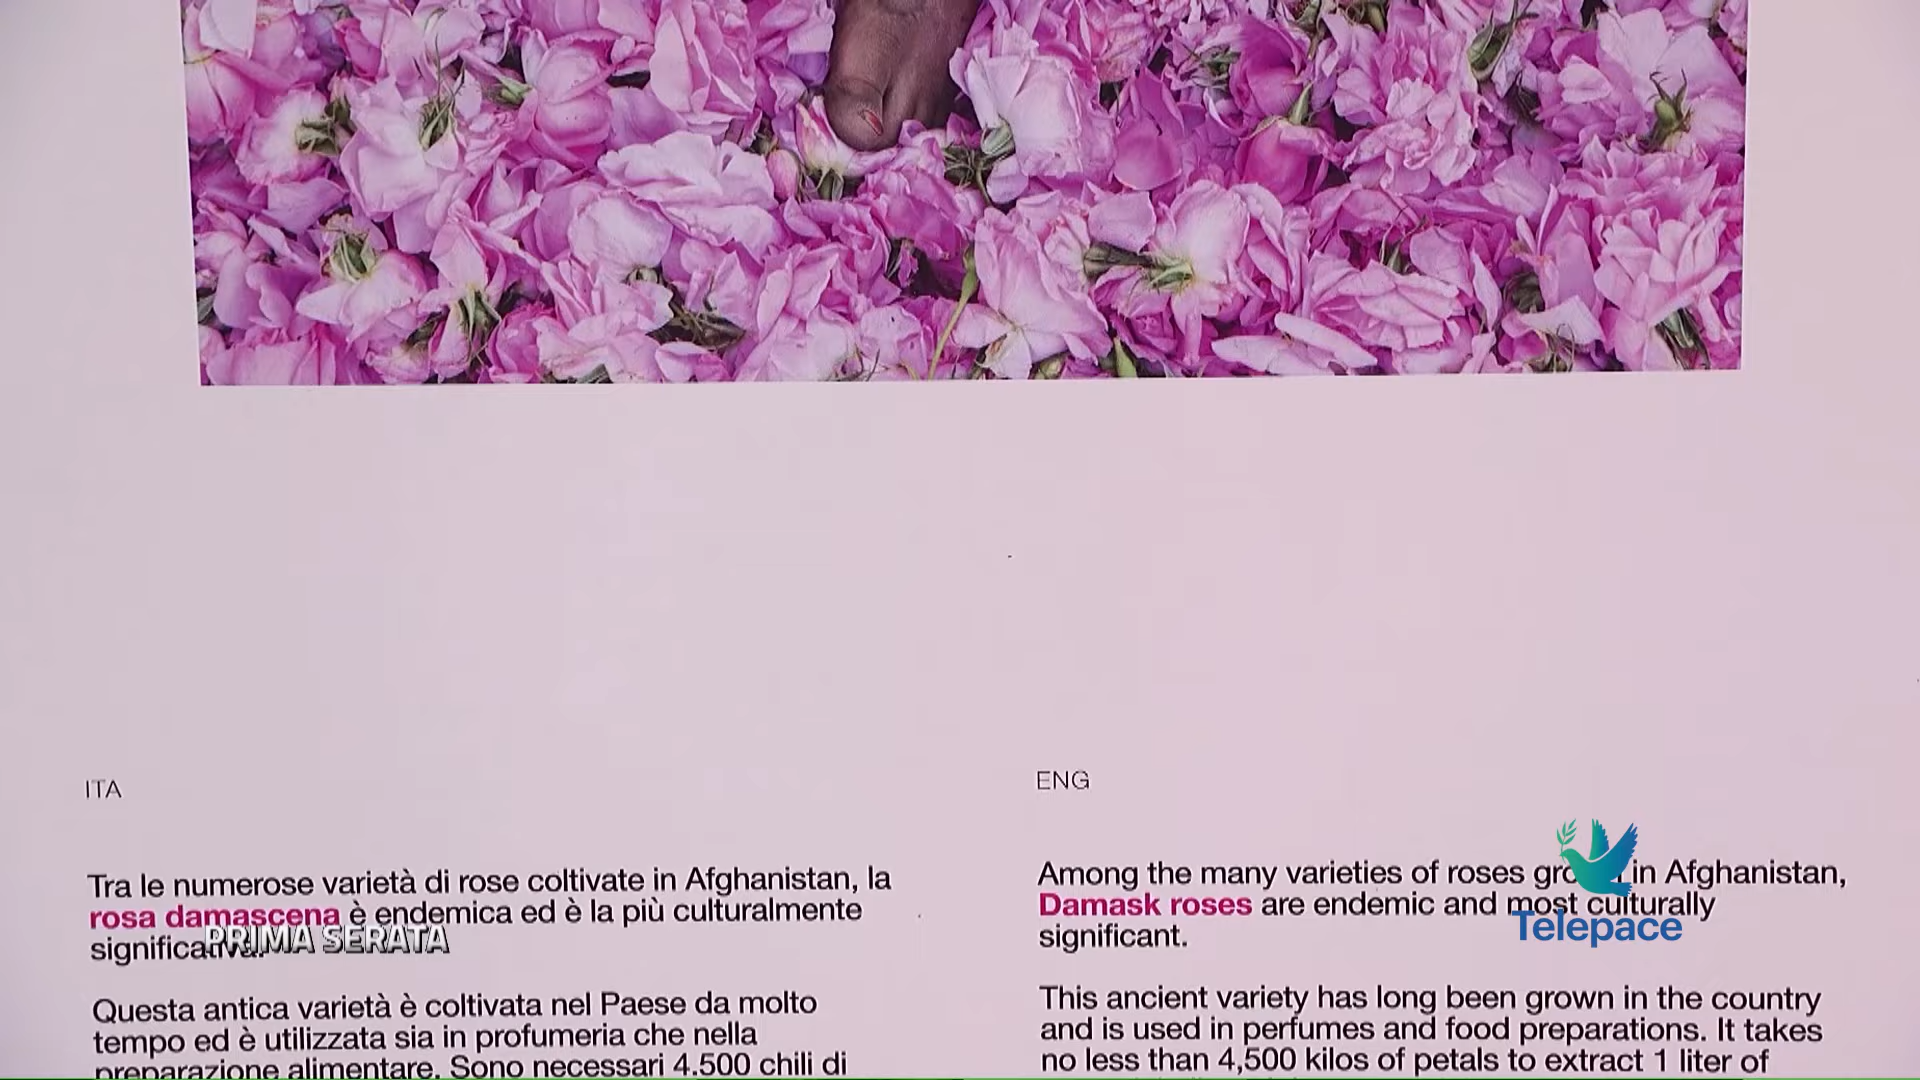 ITA
Tra le numerose varietà di rose coltivate in Afghanistan, la
rosa damascena è endemica ed è la più culturalmente
significativa.
Questa antica varietà è coltivata nel Paese da molto
tempo ed è utilizzata sia in profumeria che nella
preparazione alimentare. Sono necessari 4.500 chili di
ENG
Among the many varieties of roses grown in Afghanistan,
Damask roses are endemic and most culturally
significant.
This ancient variety has long been grown in the country
and is used in perfumes and food preparations. It takes
no less than 4,500 kilos of petals to extract 1 liter of
PRIMA SERATA
Telepace